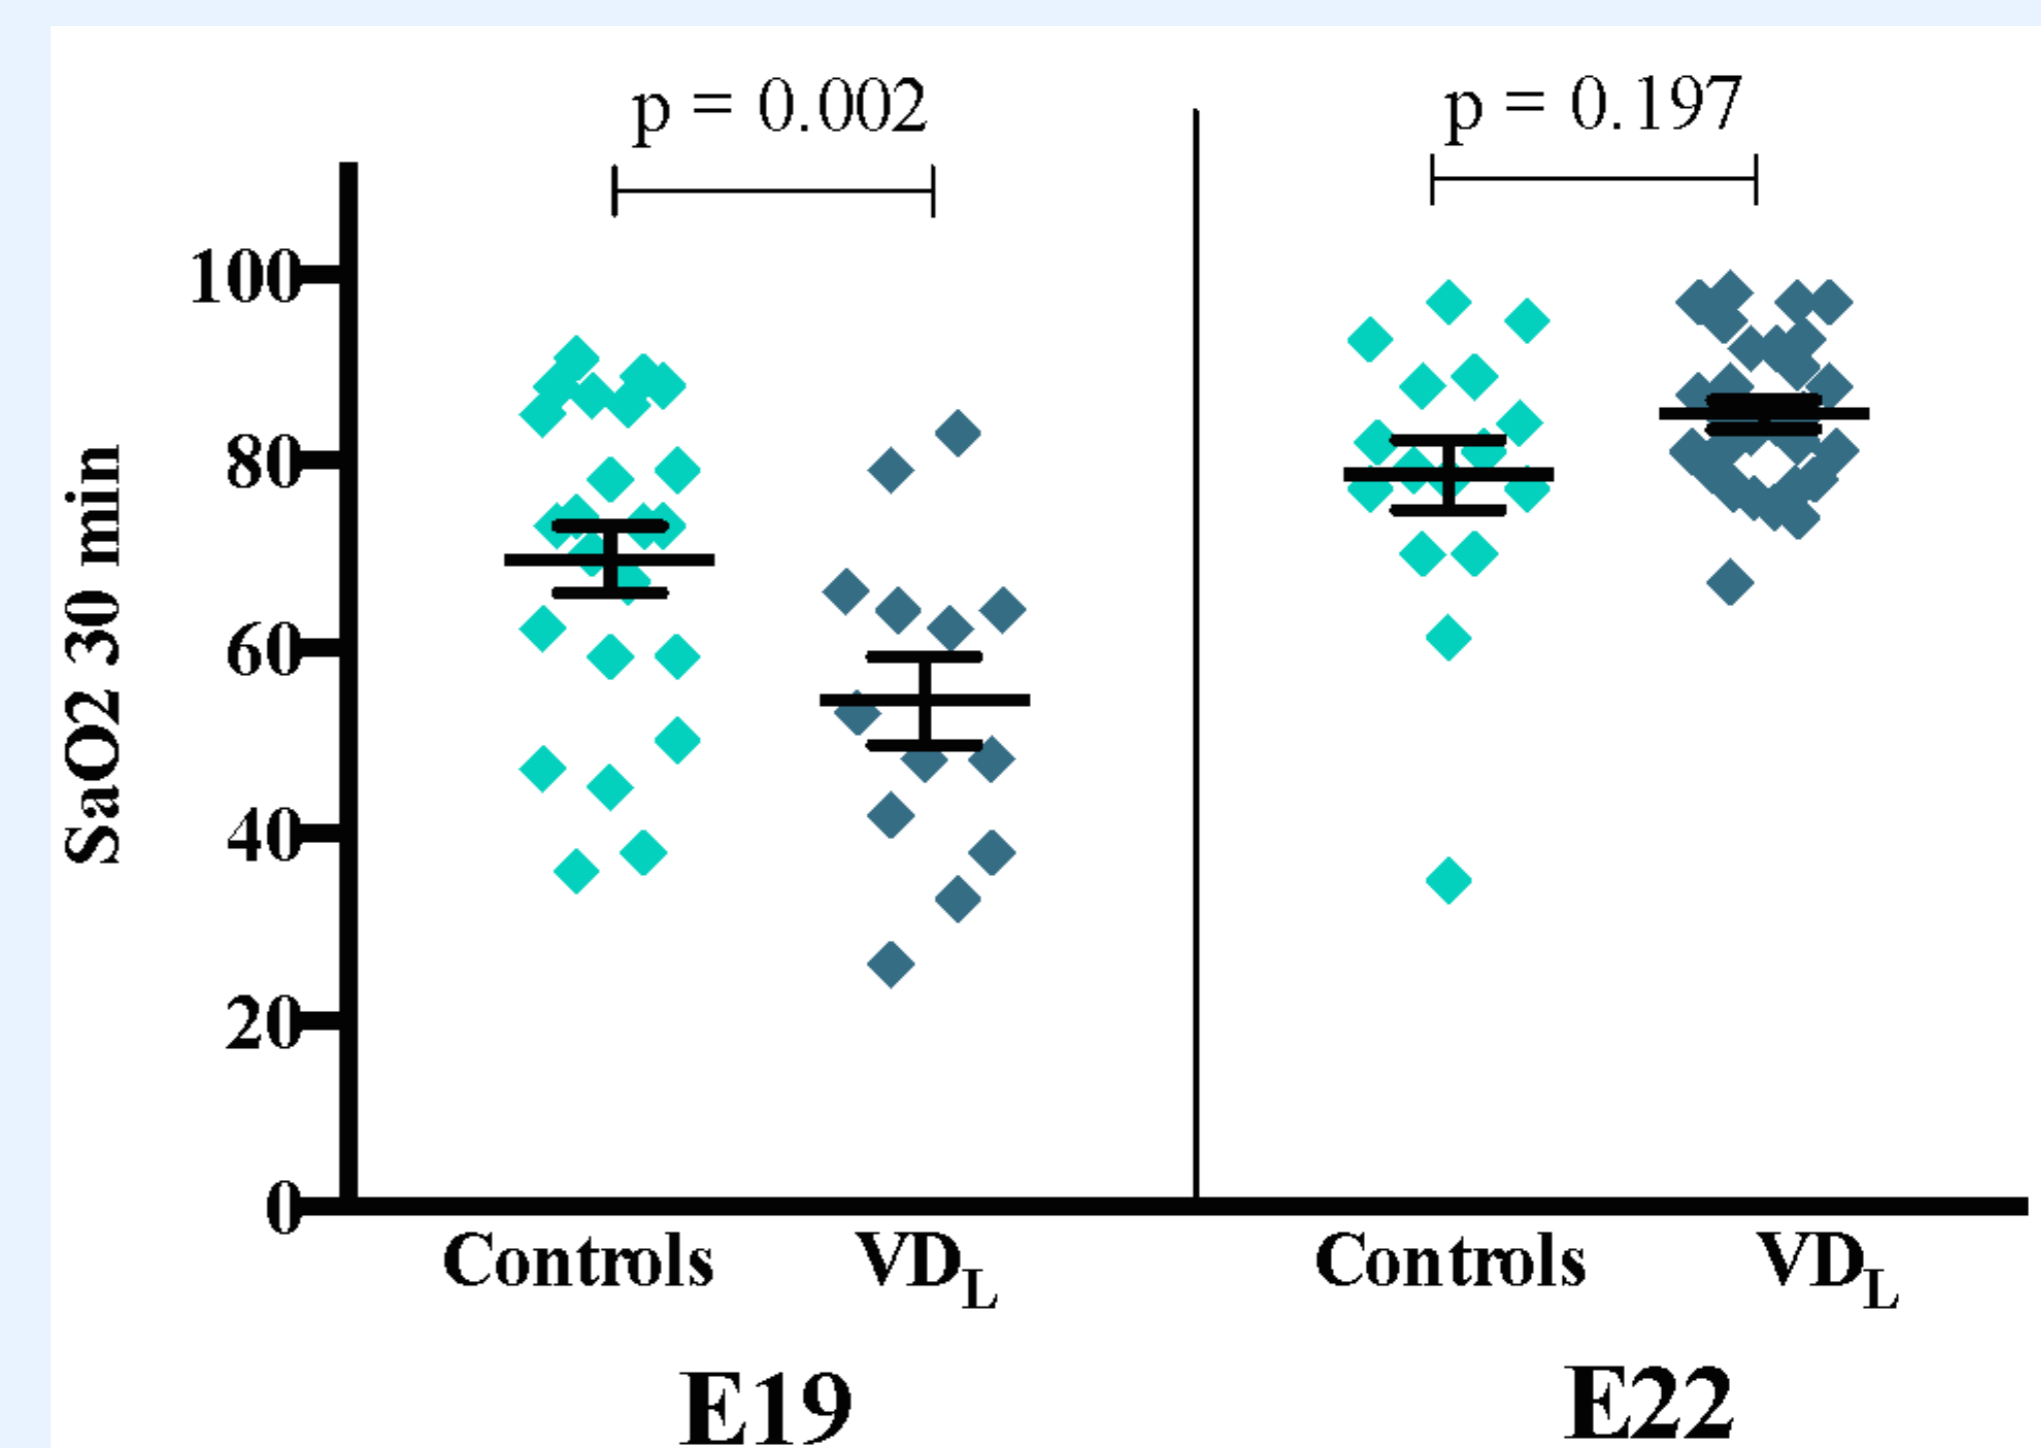 p = 0.002
p = 0.197
100
80
60
40
20
0
SaO2 30 min
Controls VDL Controls VDL
E19 E22